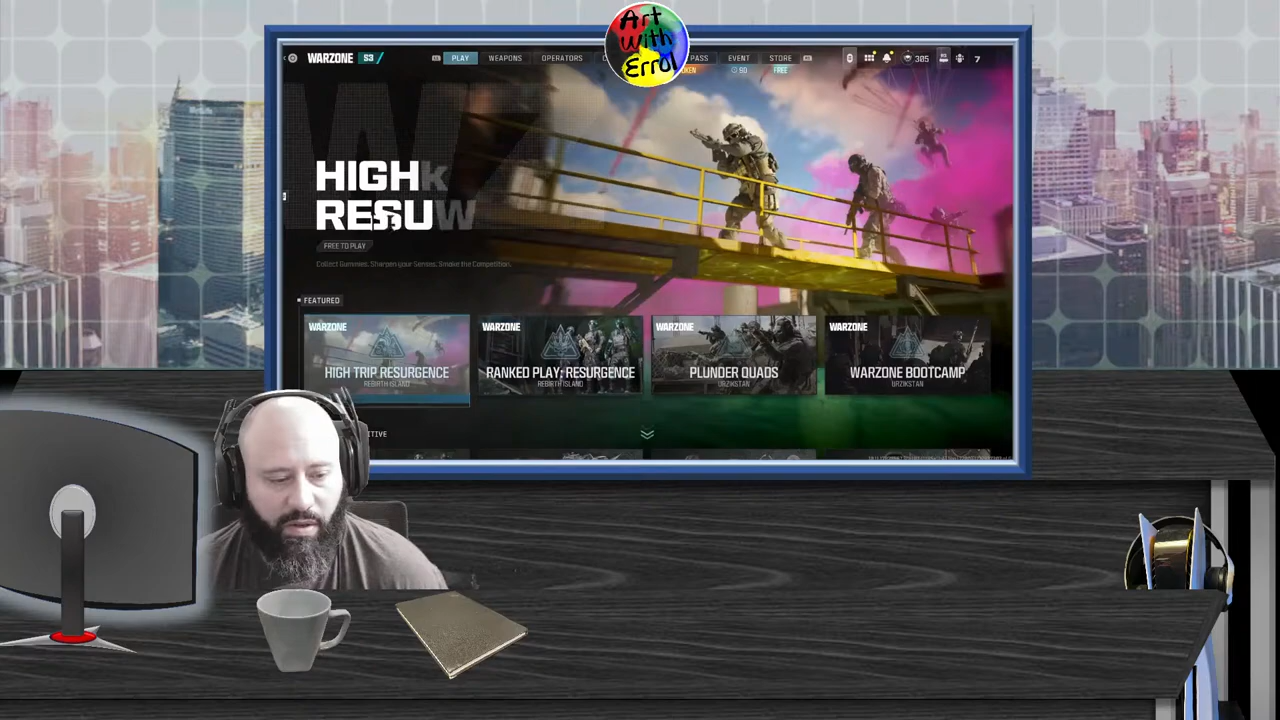 Art
With
Errol
WARZONE S3
PLAY WEAPONS OPERATORS PASS EVENT STORE
305
7
FREE
HIGH
RESU
FREE TO PLAY
Collect Gummies. Sharpen your Senses. Smoke the Competition.
FEATURED
WARZONE WARZONE WARZONE WARZONE
HIGH TRIP RESURGENCE RANKED PLAY: RESURGENCE PLUNDER QUADS WARZONE BOOTCAMP
REBIRTH ISLAND REBIRTH ISLAND URZIKSTAN URZIKSTAN